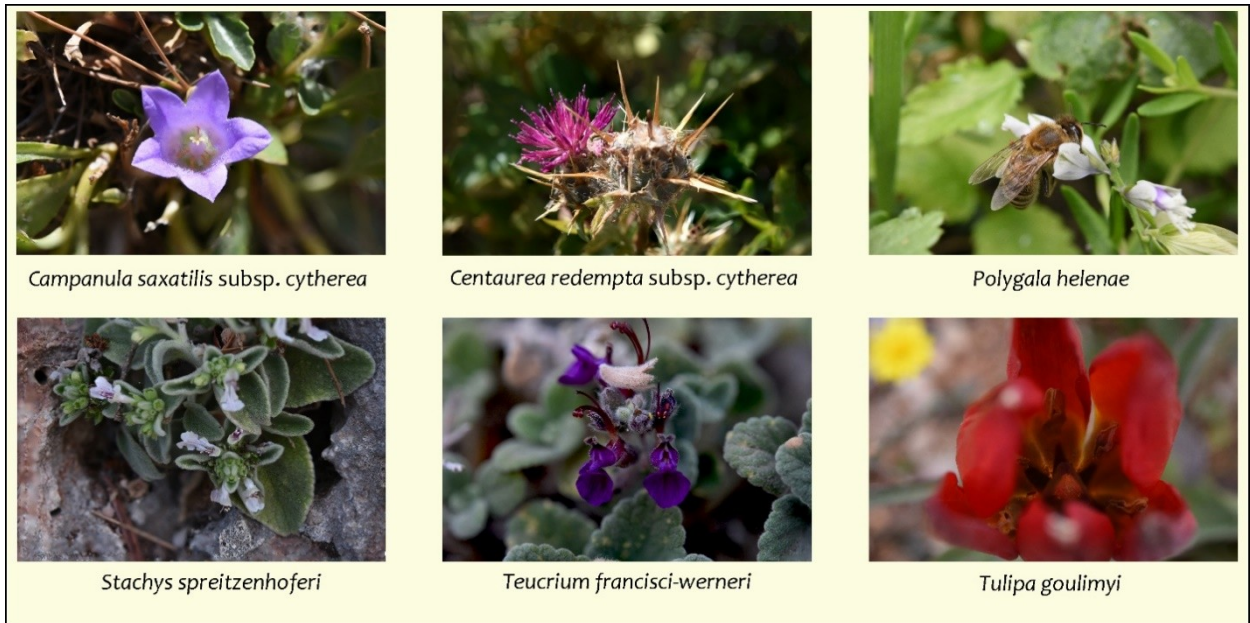 Campanula saxatilis subsp. cytherea
Centaurea redempta subsp. cytherea
Polygala helenae
Stachys spreitzenhoferi
Teucrium francisci-werneri
Tulipa goulimyi